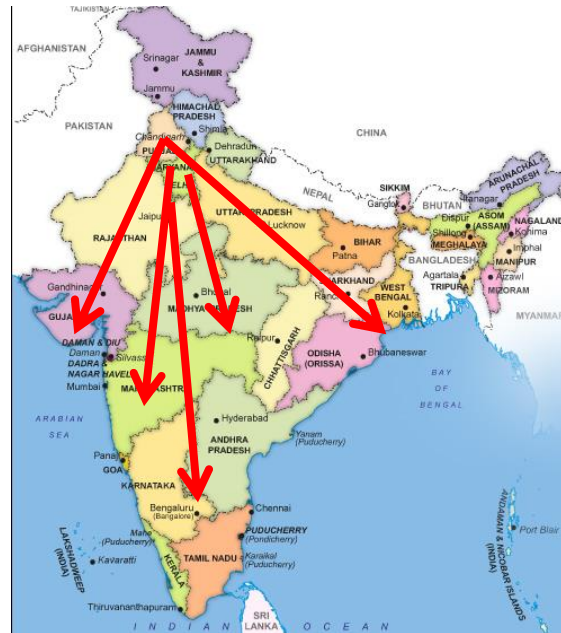 TAJIKISTAN
AFGHANISTAN
JAMMU
&
KASHMIR
Srinagar
Jammu
HIMACHAD
PRADESH
Shimla
PAKISTAN
CHINA
Chandigarh
Dehradun
UTTARAKHAND
NEPAL
SIKKIM
Gangtok
BHUTAN
ARUNACHAL
PRADESH
Itanagar
Jaipur
RAJASTHAN
UTTAR PRADESH
Lucknow
BIHAR
Patna
Dispur
ASOM
(ASSAM)
NAGALAND
Kohima
Shillong
MEGHALAYA
Imphal
MANIPUR
BANGLADESH
Agartala
TRIPURA
Aizawl
MIZORAM
MYANMAR
Gandhinagar
Bhopal
MADHYA PRADESH
WEST
BENGAL
Kolkata
DAMAN & DIU
Daman
DADRA &
NAGAR HAVELI
Silvassa
Mumbai
Raipur
CHHATTISGARH
ODISHA
(ORISSA)
Bhubaneswar
BAY
OF
BENGAL
ARABIAN
SEA
Hyderabad
ANDHRA
PRADESH
Yanam
(Puducherry)
Panaji
GOA
KARNATAKA
Bengaluru
(Bangalore)
Chennai
Mahe
(Puducherry)
PUDUCHERRY
(Pondicherry)
Karaikal
(Puducherry)
TAMIL NADU
KERALA
LAKSHADWEEP
(INDIA)
Kavaratti
ANDAMAN & NICOBAR ISLANDS
(INDIA)
Port Blair
Thiruvananthapuram
SRI
LANKA
INDIAN OCEAN